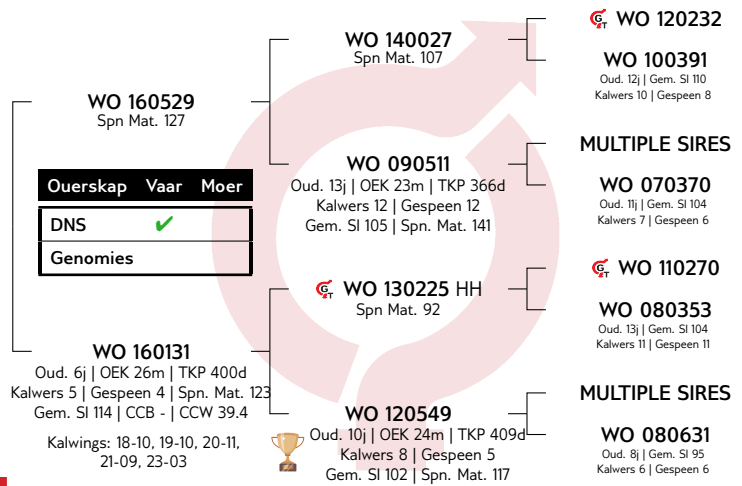 WO 160529
Spn Mat. 127
Ouerskap Vaar Moer
DNS ✔
Genomies
WO 160131
Oud. 6j | OEK 26m | TKP 400d
Kalwers 5 | Gespeen 4 | Spn. Mat. 123
Gem. SI 114 | CCB - | CCW 39.4
Kalwings: 18-10, 19-10, 20-11,
21-09, 23-03
WO 140027
Spn Mat. 107
WO 090511
Oud. 13j | OEK 23m | TKP 366d
Kalwers 12 | Gespeen 12
Gem. SI 105 | Spn. Mat. 141
GT WO 130225 HH
Spn Mat. 92
WO 120549
Oud. 10j | OEK 24m | TKP 409d
Kalwers 8 | Gespeen 5
Gem. SI 102 | Spn. Mat. 117
GT WO 120232
WO 100391
Oud. 12j | Gem. SI 110
Kalwers 10 | Gespeen 8
MULTIPLE SIRES
WO 070370
Oud. 11j | Gem. SI 104
Kalwers 7 | Gespeen 6
GT WO 110270
WO 080353
Oud. 13j | Gem. SI 104
Kalwers 11 | Gespeen 11
MULTIPLE SIRES
WO 080631
Oud. 8j | Gem. SI 95
Kalwers 6 | Gespeen 6